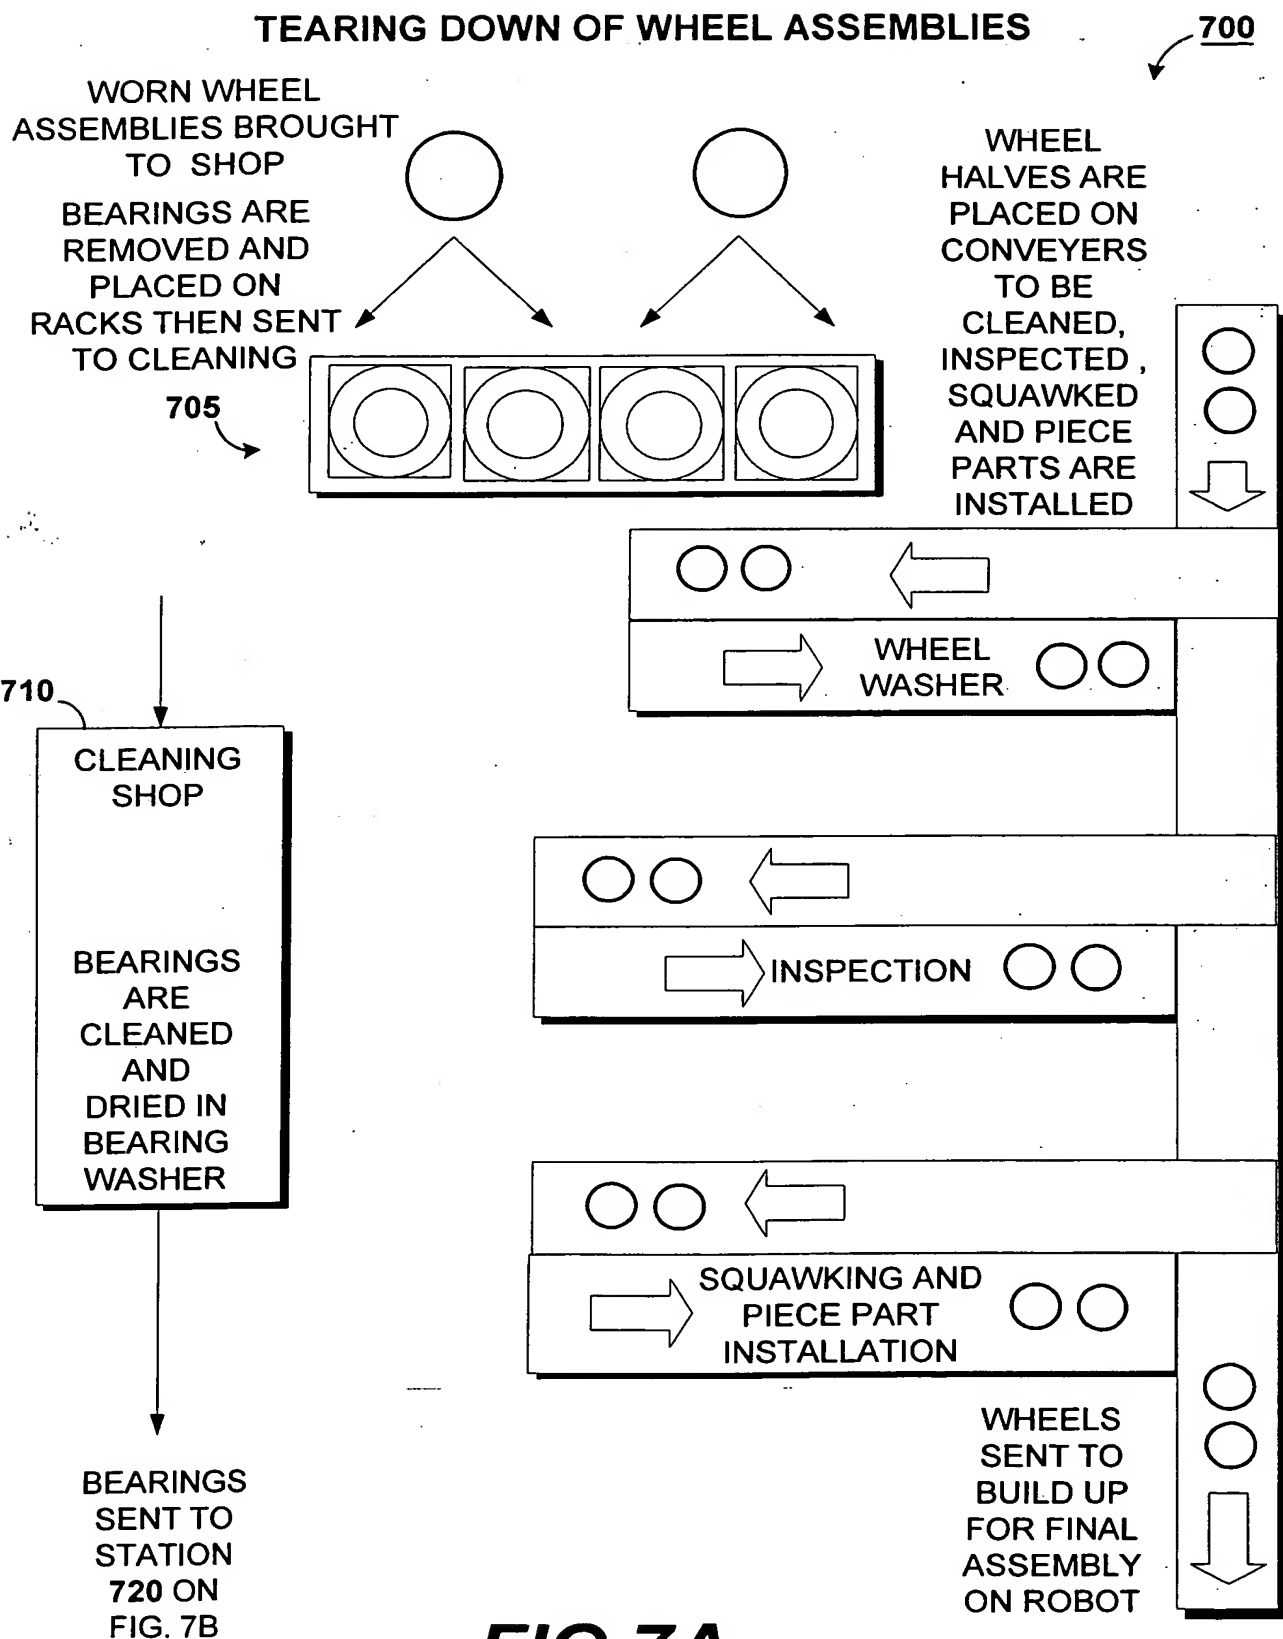 TEARING DOWN OF WHEEL ASSEMBLIES
700
WORN WHEEL
ASSEMBLIES BROUGHT
TO SHOP
BEARINGS ARE
REMOVED AND
PLACED ON
RACKS THEN SENT
TO CLEANING
705
WHEEL
HALVES ARE
PLACED ON
CONVEYERS
TO BE
CLEANED,
INSPECTED ,
SQUAWKED
AND PIECE
PARTS ARE
INSTALLED
WHEEL
WASHER
710
CLEANING
SHOP
BEARINGS
ARE
CLEANED
AND
DRIED IN
BEARING
WASHER
INSPECTION
SQUAWKING AND
PIECE PART
INSTALLATION
BEARINGS
SENT TO
STATION
720 ON
FIG. 7B
WHEELS
SENT TO
BUILD UP
FOR FINAL
ASSEMBLY
ON ROBOT
FIG 7A